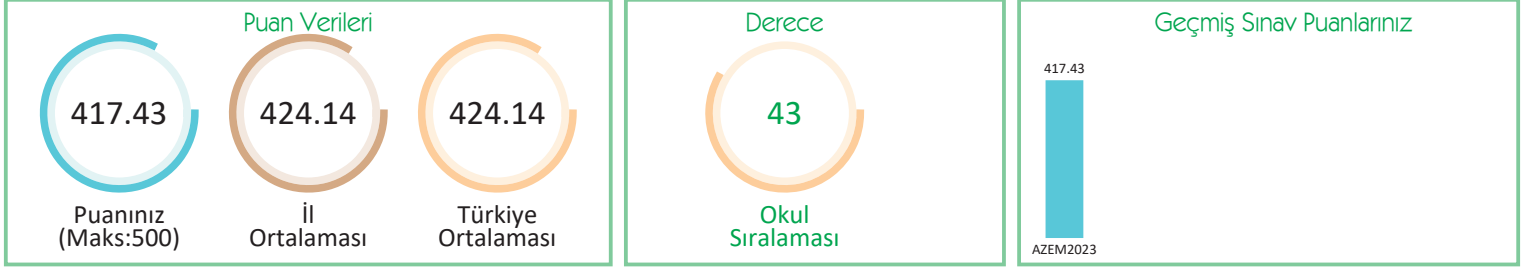 Puan Verileri
417.43
424.14
424.14
Puanınız
(Maks:500)
İl
Ortalaması
Türkiye
Ortalaması
Derece
43
Okul
Sıralaması
Geçmiş Sınav Puanlarınız
417.43
AZEM2023